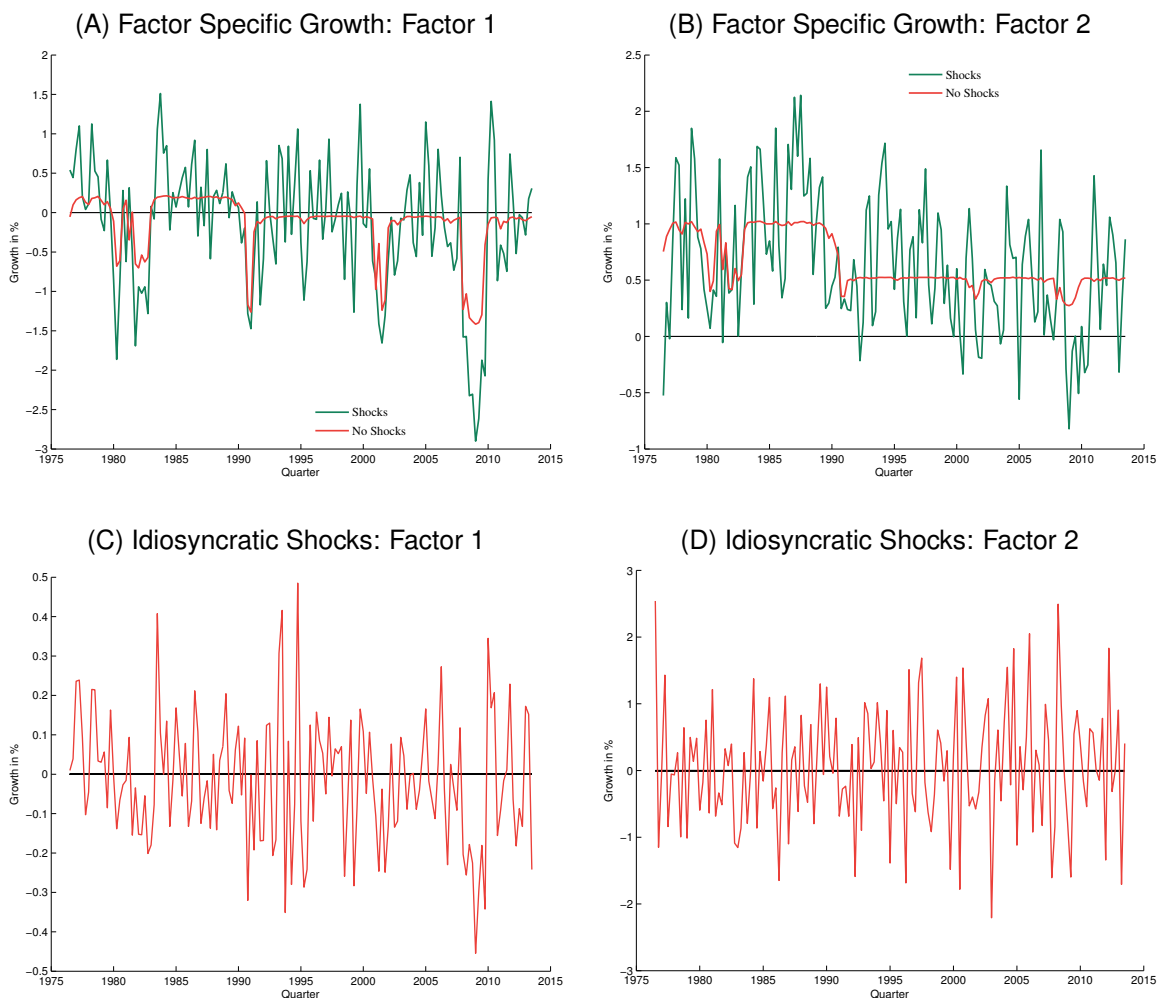 (A) Factor Specific Growth: Factor 1
2
1.5
1
0.5
0
−0.5
−1
−1.5
−2
−2.5
−3
Growth in %
Shocks
No Shocks
1975 1980 1985 1990 1995 2000 2005 2010 2015
Quarter
(B) Factor Specific Growth: Factor 2
2.5
2
1.5
1
0.5
0
−0.5
−1
Growth in %
Shocks
No Shocks
1975 1980 1985 1990 1995 2000 2005 2010 2015
Quarter
(C) Idiosyncratic Shocks: Factor 1
0.5
0.4
0.3
0.2
0.1
0
−0.1
−0.2
−0.3
−0.4
−0.5
Growth in %
1975 1980 1985 1990 1995 2000 2005 2010 2015
Quarter
(D) Idiosyncratic Shocks: Factor 2
3
2
1
0
−1
−2
−3
Growth in %
1975 1980 1985 1990 1995 2000 2005 2010 2015
Quarter